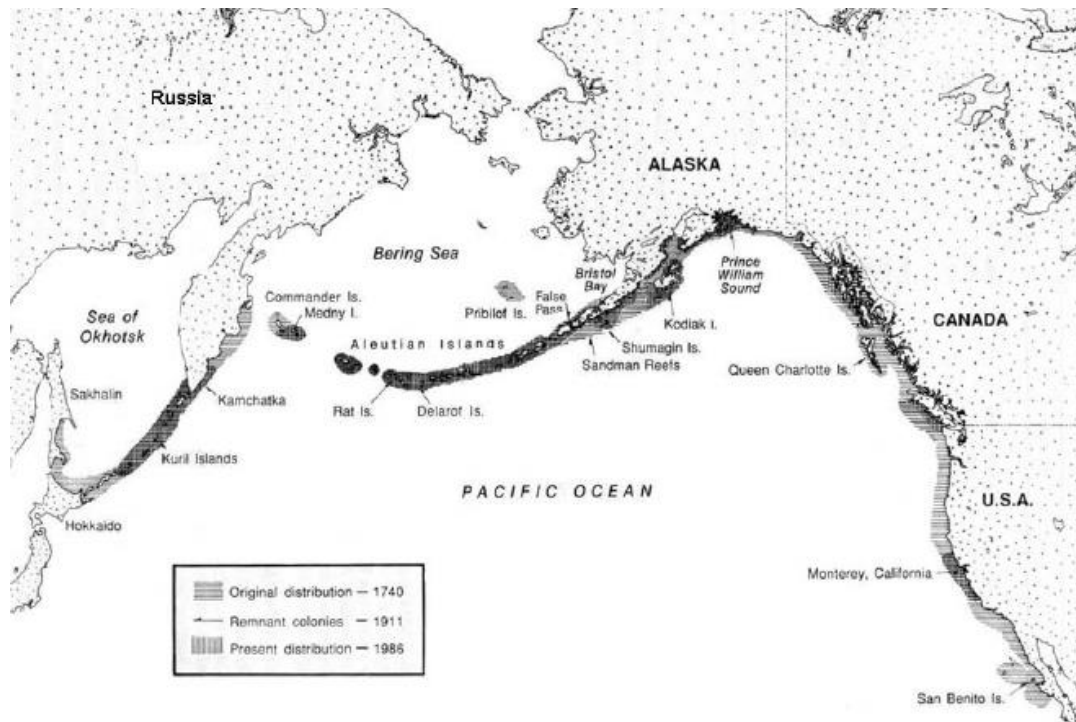 Russia
ALASKA
Bering Sea
Bristol
Bay
Prince
William
Sound
Commander Is.
Medny I.
Pribilof Is.
False
Pass
Kodiak I.
CANADA
Sea of
Okhotsk
Aleutian Islands
Shumagin Is.
Sandman Reefs
Queen Charlotte Is.
Sakhalin
Kamchatka
Rat Is.
Delarof Is.
Kuril Islands
PACIFIC OCEAN
U.S.A.
Hokkaido
Monterey, California
Original distribution — 1740
Remnant colonies — 1911
Present distribution — 1986
San Benito Is.